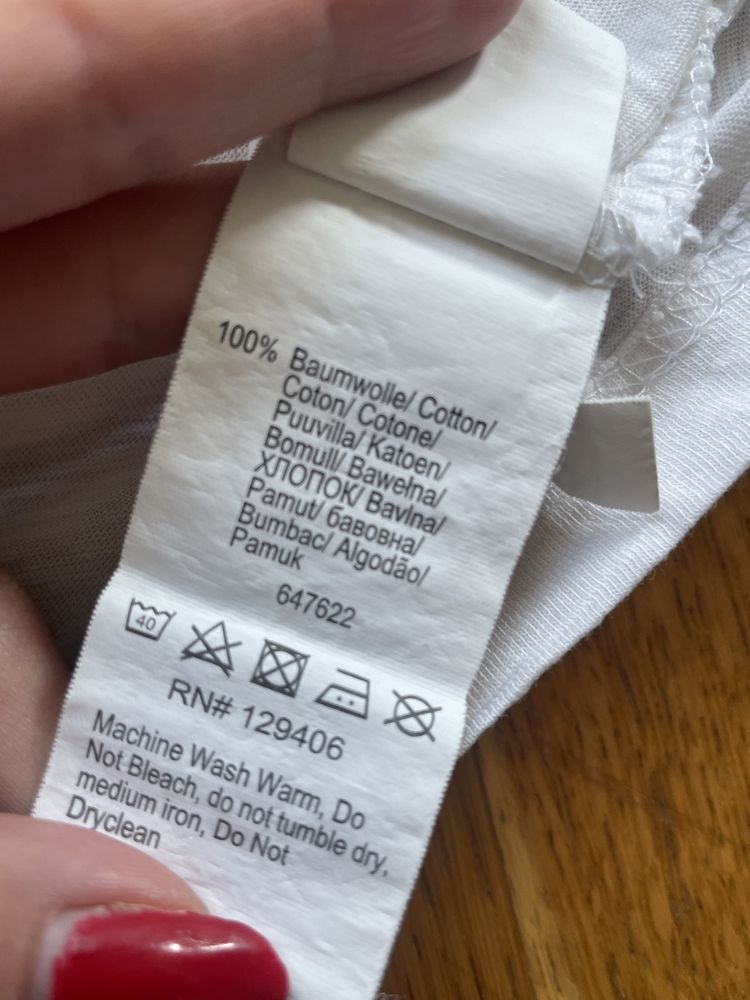 100% Baumwolle/ Cotton/
Coton/ Cotone/
Puuvilla/ Katoen/
Bomull/ Bawełna/
ХЛОПОК/ Bavlna/
Pamut/ бавовна/
Bumbac/ Algodão/
Pamuk
647622
40
RN# 129406
Machine Wash Warm, Do
Not Bleach, do not tumble dry,
medium iron, Do Not
Dryclean